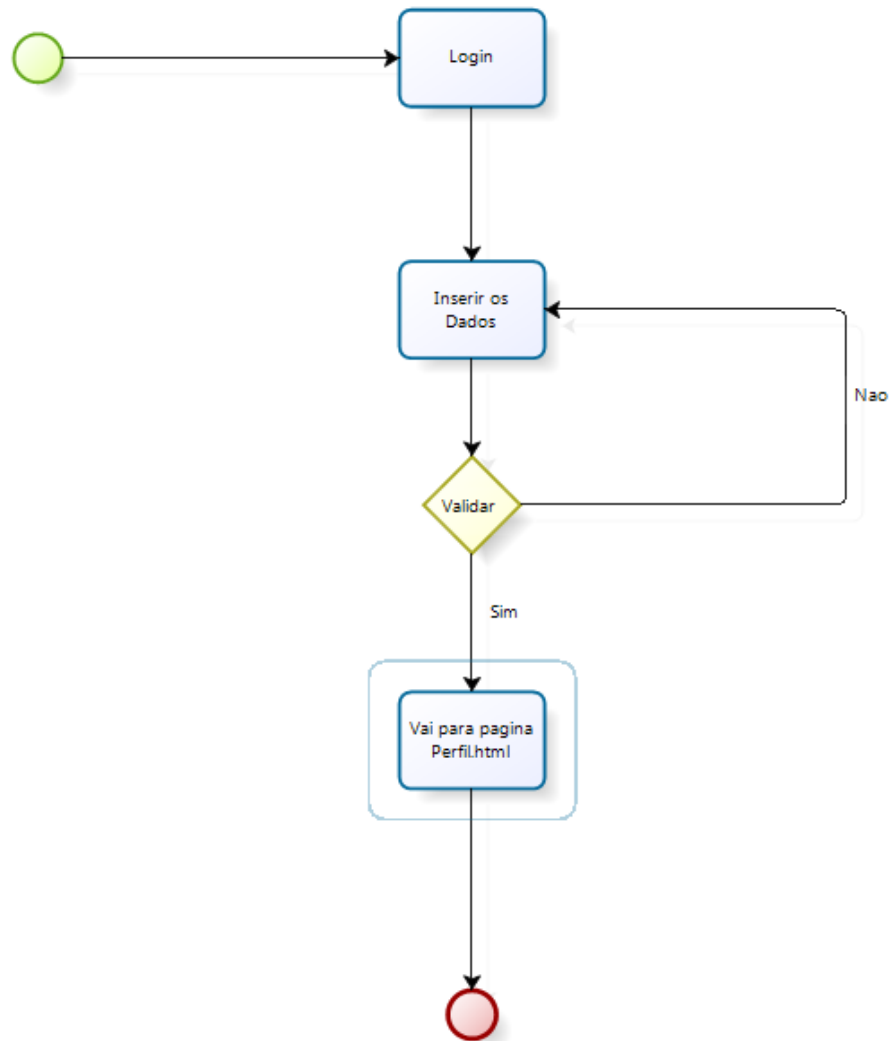 Login
Inserir os
Dados
Nao
Validar
Sim
Vai para pagina
Perfil.html